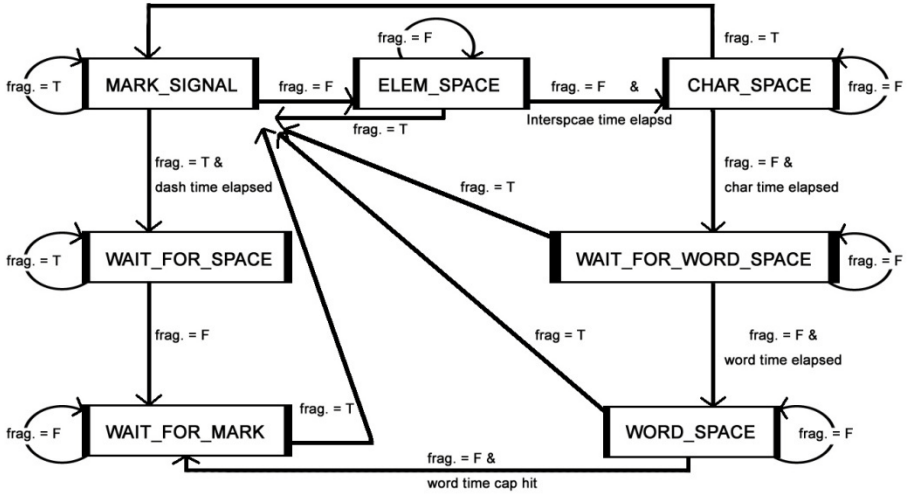 frag. = T
frag. = F
frag. = T
MARK_SIGNAL
frag. = F
ELEM_SPACE
frag. = F &
CHAR_SPACE
frag. = F
Interspcae time elapsd
frag. = T
frag. = T &
dash time elapsed
frag. = F &
char time elapsed
frag. = T
frag. = T
WAIT_FOR_SPACE
WAIT_FOR_WORD_SPACE
frag. = F
frag. = F
frag. = T
frag. = F &
word time elapsed
frag. = T
frag. = F
WAIT_FOR_MARK
WORD_SPACE
frag. = F
frag. = F &
word time cap hit